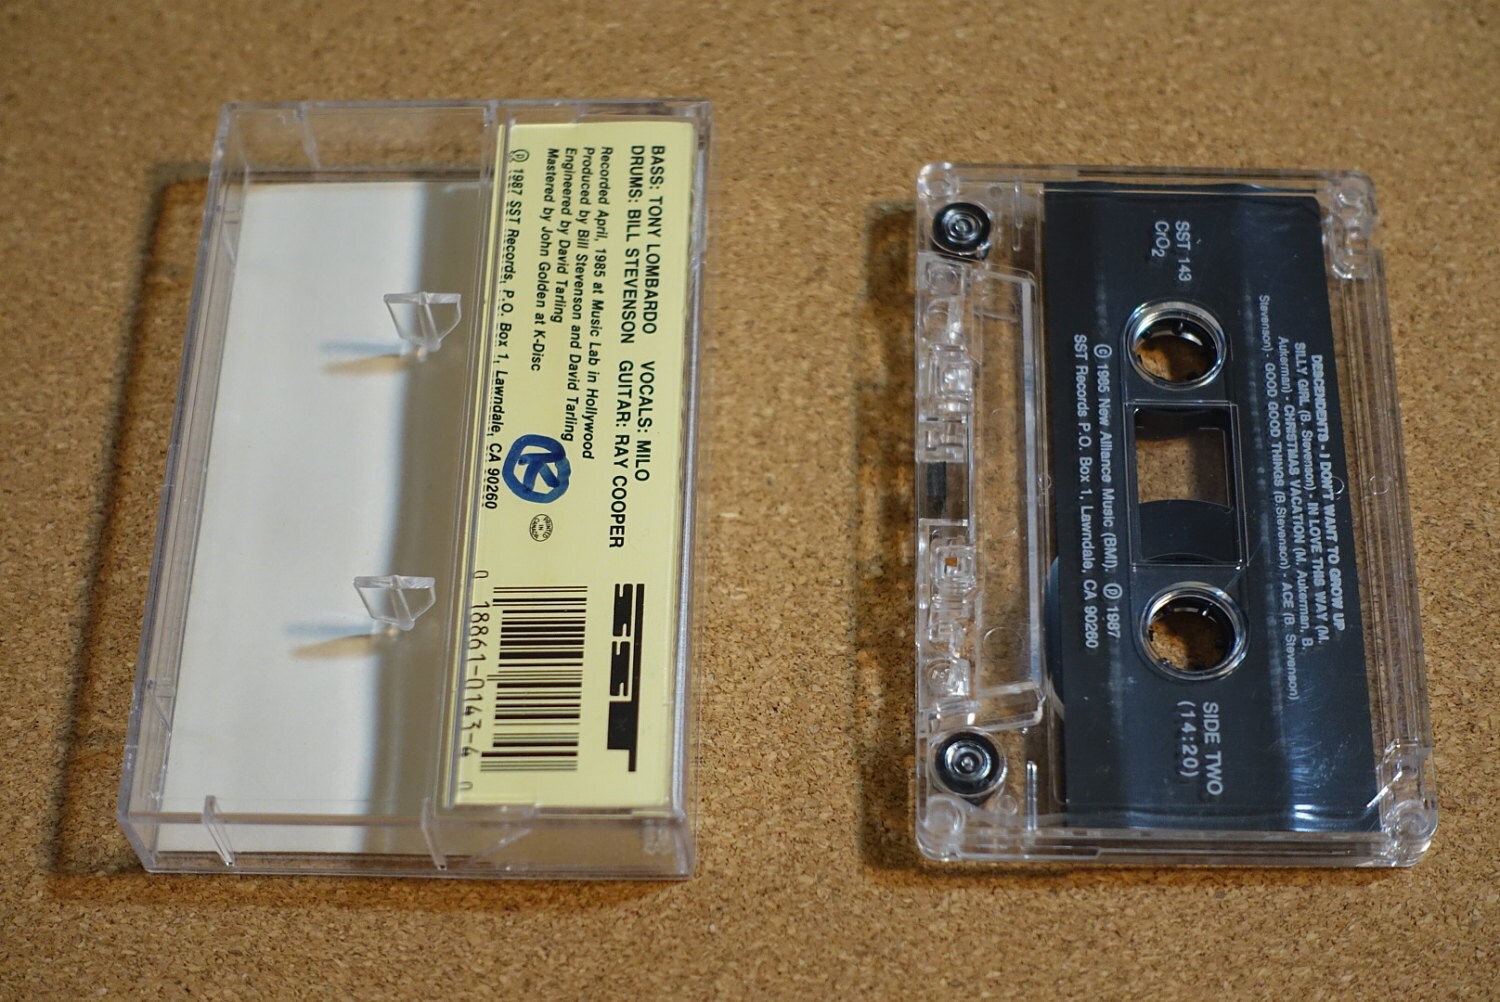 BASS: TONY LOMBARDO VOCALS: MILO
DRUMS: BILL STEVENSON GUITAR: RAY COOPER
Recorded April, 1985 at Music Lab in Hollywood
Produced by Bill Stevenson and David Tarling
Engineered by David Tarling
Mastered by John Golden at K-Disc
℗ 1987 SST Records, P.O. Box 1, Lawndale, CA 90260
K
SST
0 18861-0143-4 0
DESCENDENTS - I DON'T WANT TO GROW UP
SILLY GIRL (B. Stevenson) - IN LOVE THIS WAY (M.
Aukerman) - CHRISTMAS VACATION (M. Aukerman, B.
Stevenson) - GOOD GOOD THINGS (B.Stevenson) - ACE (B. Stevenson)
SST 143
CrO2
SIDE TWO
(14:20)
© 1985 New Alliance Music (BMI). ℗ 1987
SST Records P.O. Box 1, Lawndale, CA 90260